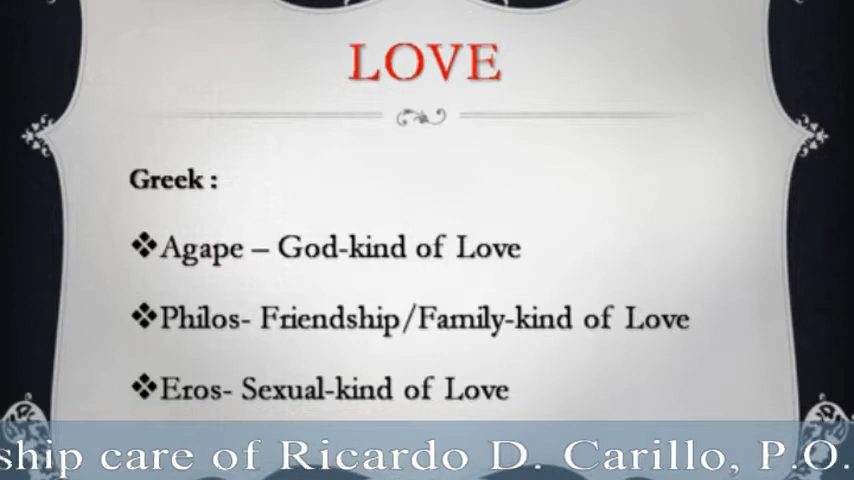 LOVE
Greek :
❖Agape – God-kind of Love
❖Philos- Friendship/Family-kind of Love
❖Eros- Sexual-kind of Love
ship care of Ricardo D. Carillo, P.O.